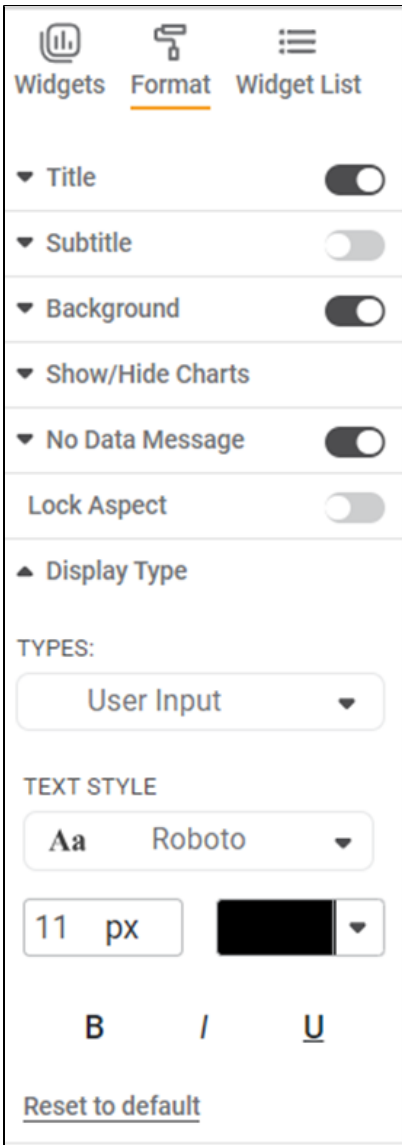 Widgets Format Widget List
Title
Subtitle
Background
Show/Hide Charts
No Data Message
Lock Aspect
Display Type
TYPES:
User Input
TEXT STYLE
Aa Roboto
11 px
B I U
Reset to default